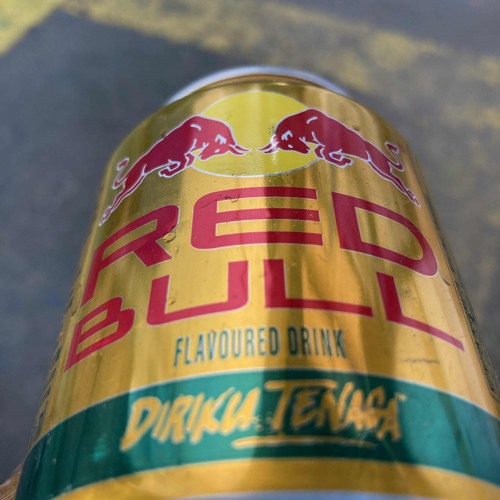 RED
BULL
FLAVOURED DRINK
DIRIKU.TENAGA